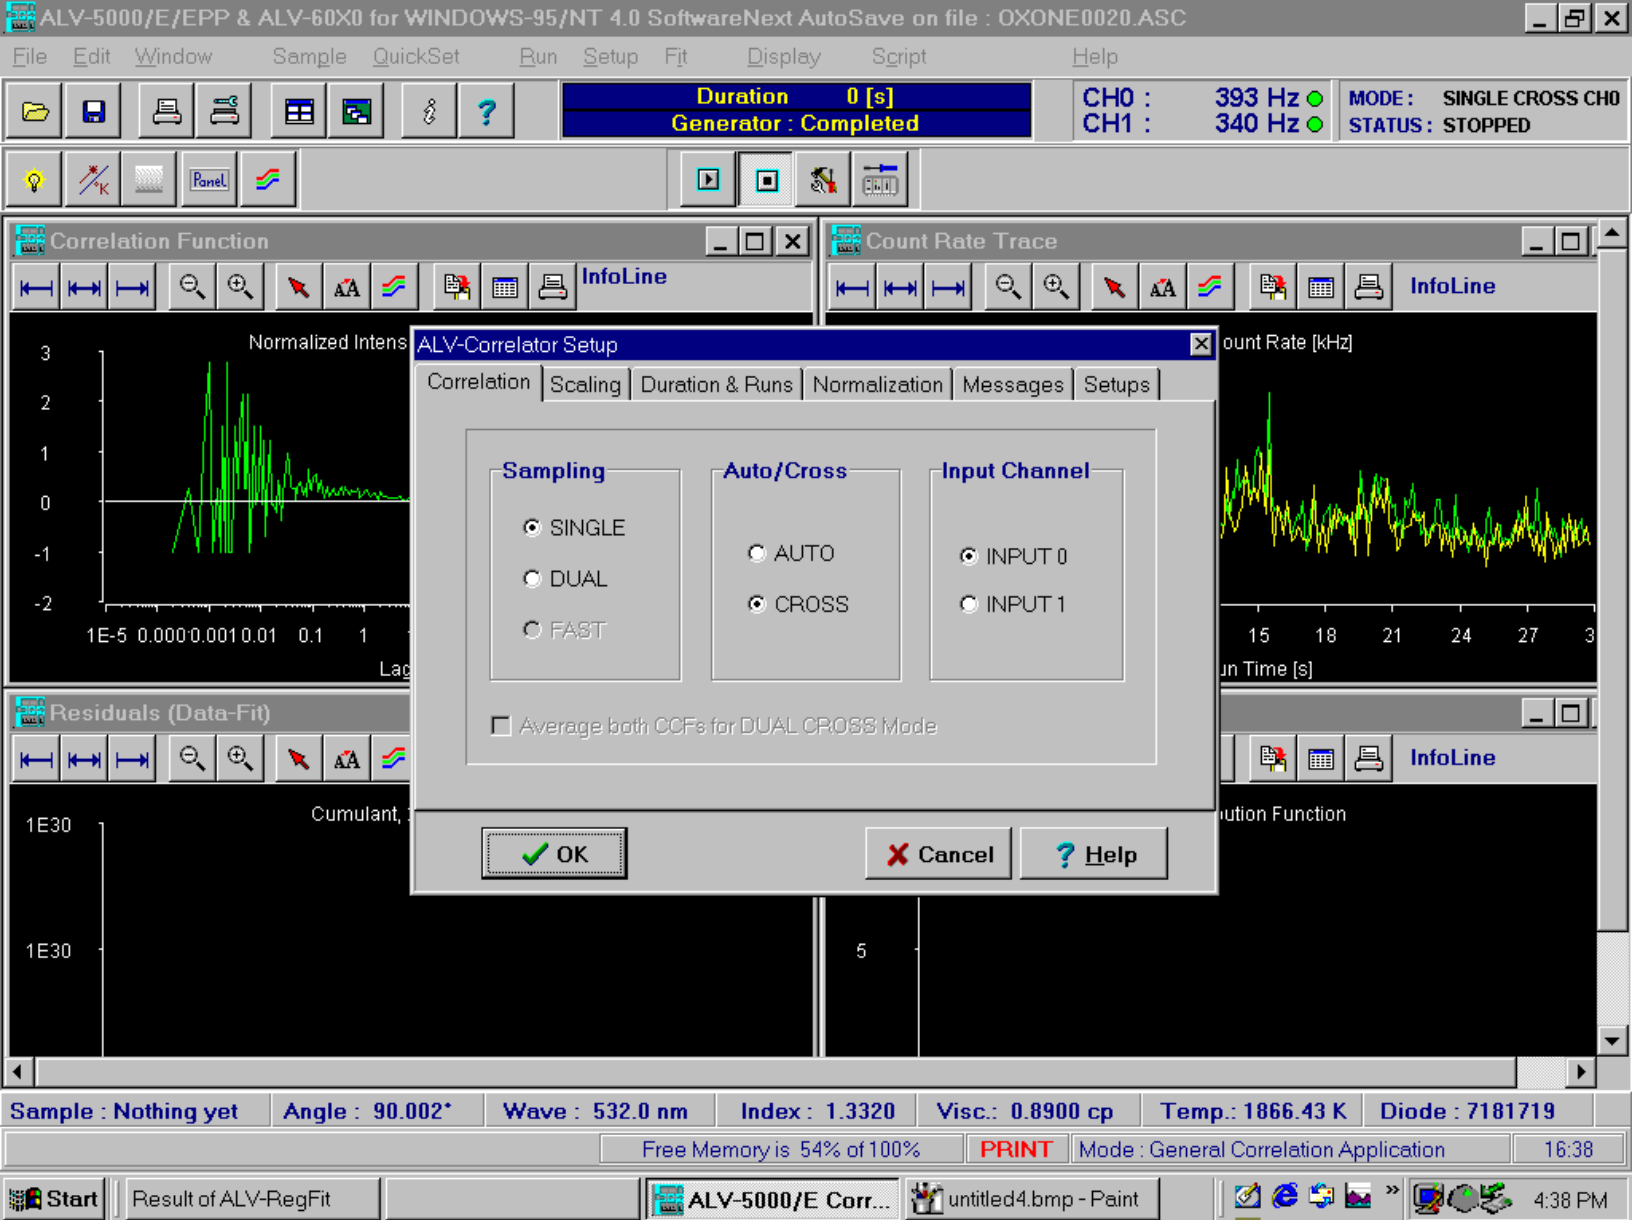 ALV-5000/E/EPP & ALV-60X0 for WINDOWS-95/NT 4.0 SoftwareNext AutoSave on file : OXONE0020.ASC
File Edit Window Sample QuickSet Run Setup Fit Display Script Help
Duration 0 [s]
Generator : Completed
CH0 : 393 Hz
CH1 : 340 Hz
MODE : SINGLE CROSS CH0
STATUS : STOPPED
Panel
Correlation Function
InfoLine
Count Rate Trace
InfoLine
Normalized Intens
3
2
1
0
-1
-2
1E-5 0.000 0.001 0.01 0.1 1
Lag
ount Rate [kHz]
15 18 21 24 27 3
un Time [s]
ALV-Correlator Setup
Correlation Scaling Duration & Runs Normalization Messages Setups
Sampling
SINGLE
DUAL
FAST
Auto/Cross
AUTO
CROSS
Input Channel
INPUT 0
INPUT 1
Average both CCFs for DUAL CROSS Mode
OK Cancel Help
Residuals (Data-Fit)
InfoLine
Cumulant,
1E30
1E30
ution Function
5
Sample : Nothing yet Angle : 90.002° Wave : 532.0 nm Index : 1.3320 Visc.: 0.8900 cp Temp.: 1866.43 K Diode : 7181719
Free Memory is 54% of 100% PRINT Mode : General Correlation Application 16:38
Start Result of ALV-RegFit ALV-5000/E Corr... untitled4.bmp - Paint » 4:38 PM